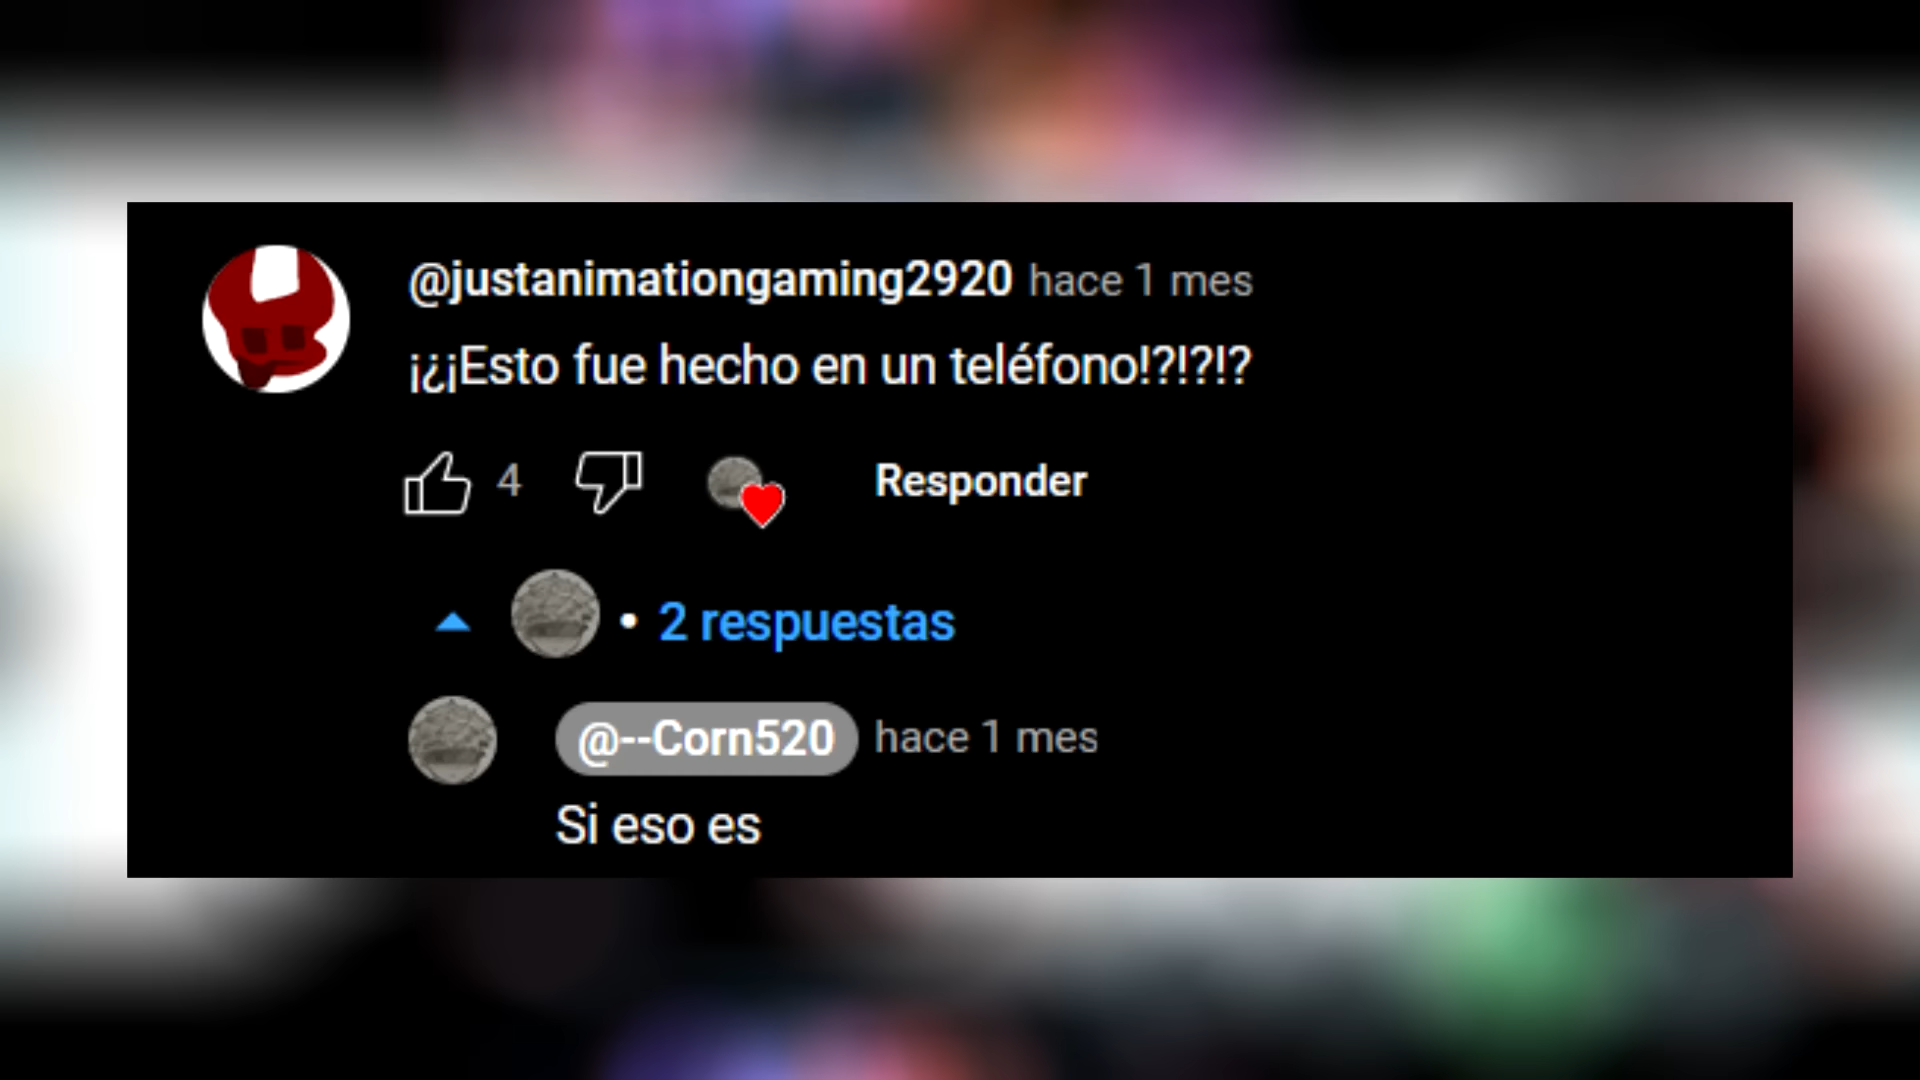 @justanimationgaming2920 hace 1 mes
¡¿¡Esto fue hecho en un teléfono!?!?!?
4 Responder
• 2 respuestas
@--Corn520 hace 1 mes
Si eso es